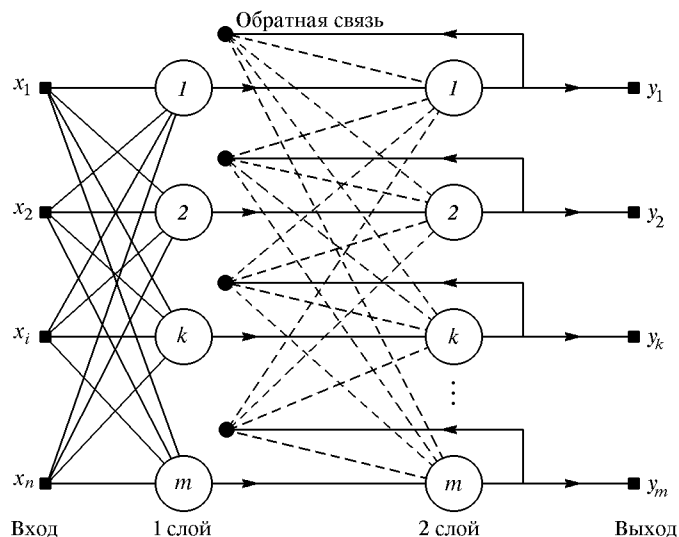 Обратная связь
x1 1 1 y1
x2 2 2 y2
xi k k yk
⋮
xn m m ym
Вход 1 слой 2 слой Выход